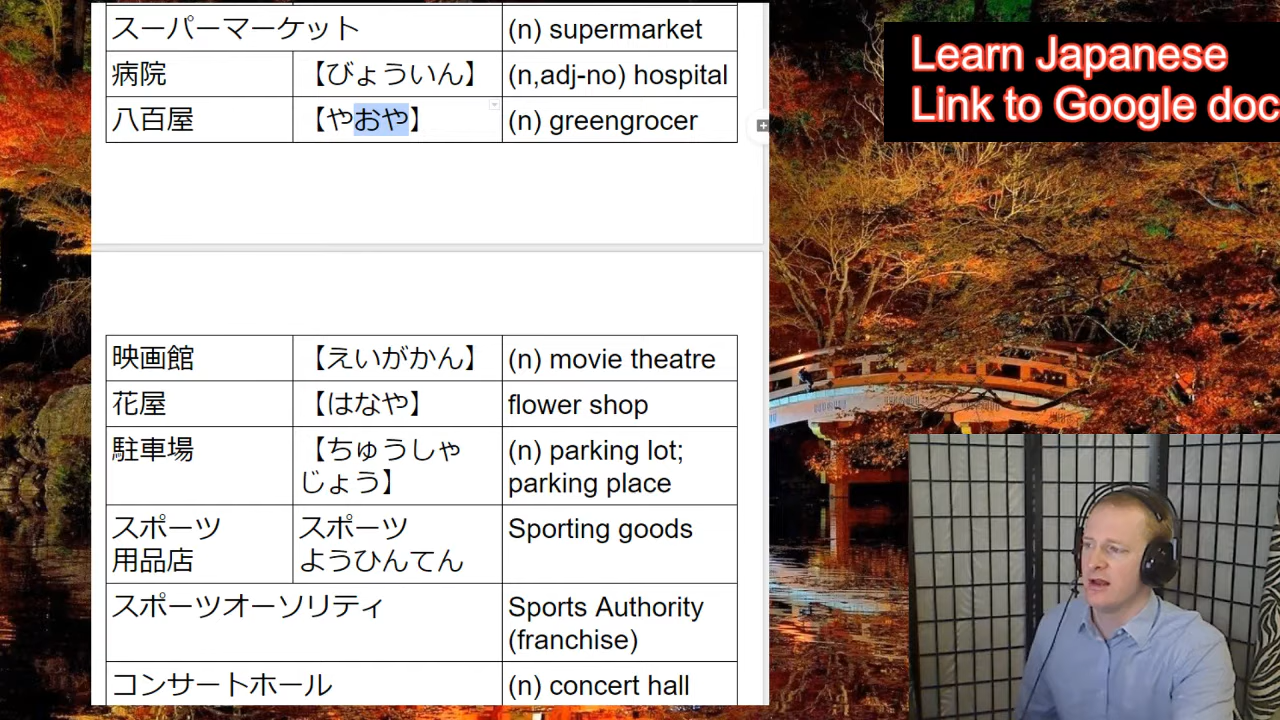 スーパーマーケット (n) supermarket
病院 【びょういん】 (n,adj-no) hospital
八百屋 【やおや】 (n) greengrocer
映画館 【えいがかん】 (n) movie theatre
花屋 【はなや】 flower shop
駐車場 【ちゅうしゃ
じょう】 (n) parking lot;
parking place
スポーツ
用品店 スポーツ
ようひんてん Sporting goods
スポーツオーソリティ Sports Authority
(franchise)
コンサートホール (n) concert hall
Learn Japanese
Link to Google doc